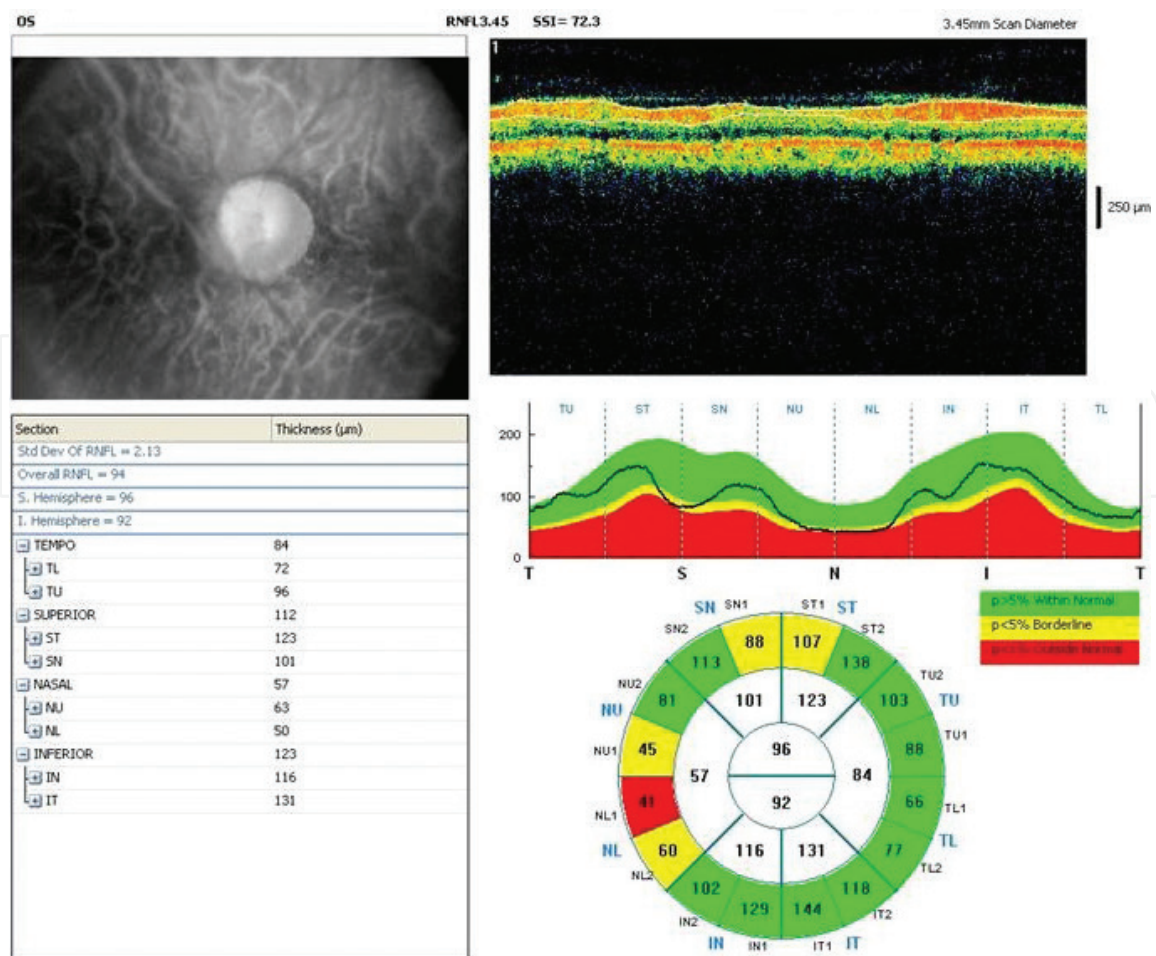 OS RNFL3.45 SSI= 72.3 3.45mm Scan Diameter
1
250 µm
Section Thickness (µm)
Std Dev Of RNFL = 2.13
Overall RNFL = 94
S. Hemisphere = 96
I. Hemisphere = 92
TEMPO 84
TL 72
TU 96
SUPERIOR 112
ST 123
SN 101
NASAL 57
NU 63
NL 50
INFERIOR 123
IN 116
IT 131
TU ST SN NU NL IN IT TL
200
100
0
T S N I T
p>5% Within Normal
p<5% Borderline
Outside Normal
SN SN1 ST1 ST
SN2 88 107 ST2
113 138
NU2 TU2
NU 81 101 123 103 TU
NU1 45 96 88 TU1
57 84
NL1 41 92 66 TL1
NL 60 116 131 77 TL
NL2 TL2
102 118
IN2 129 144 IT2
IN IN1 IT1 IT